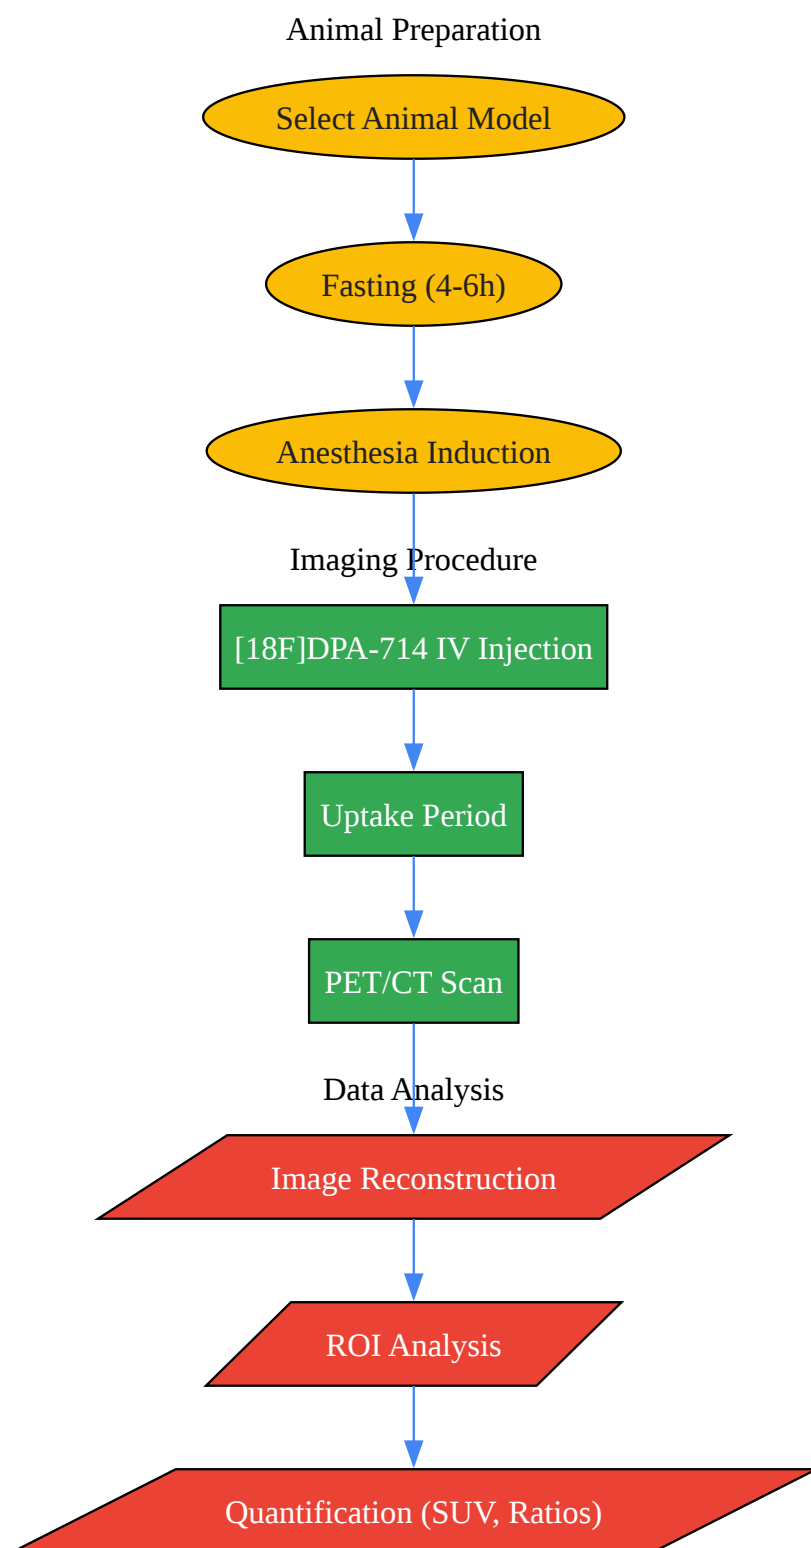 Animal Preparation
Select Animal Model
Fasting (4-6h)
Anesthesia Induction
Imaging Procedure
[18F]DPA-714 IV Injection
Uptake Period
PET/CT Scan
Data Analysis
Image Reconstruction
ROI Analysis
Quantification (SUV, Ratios)